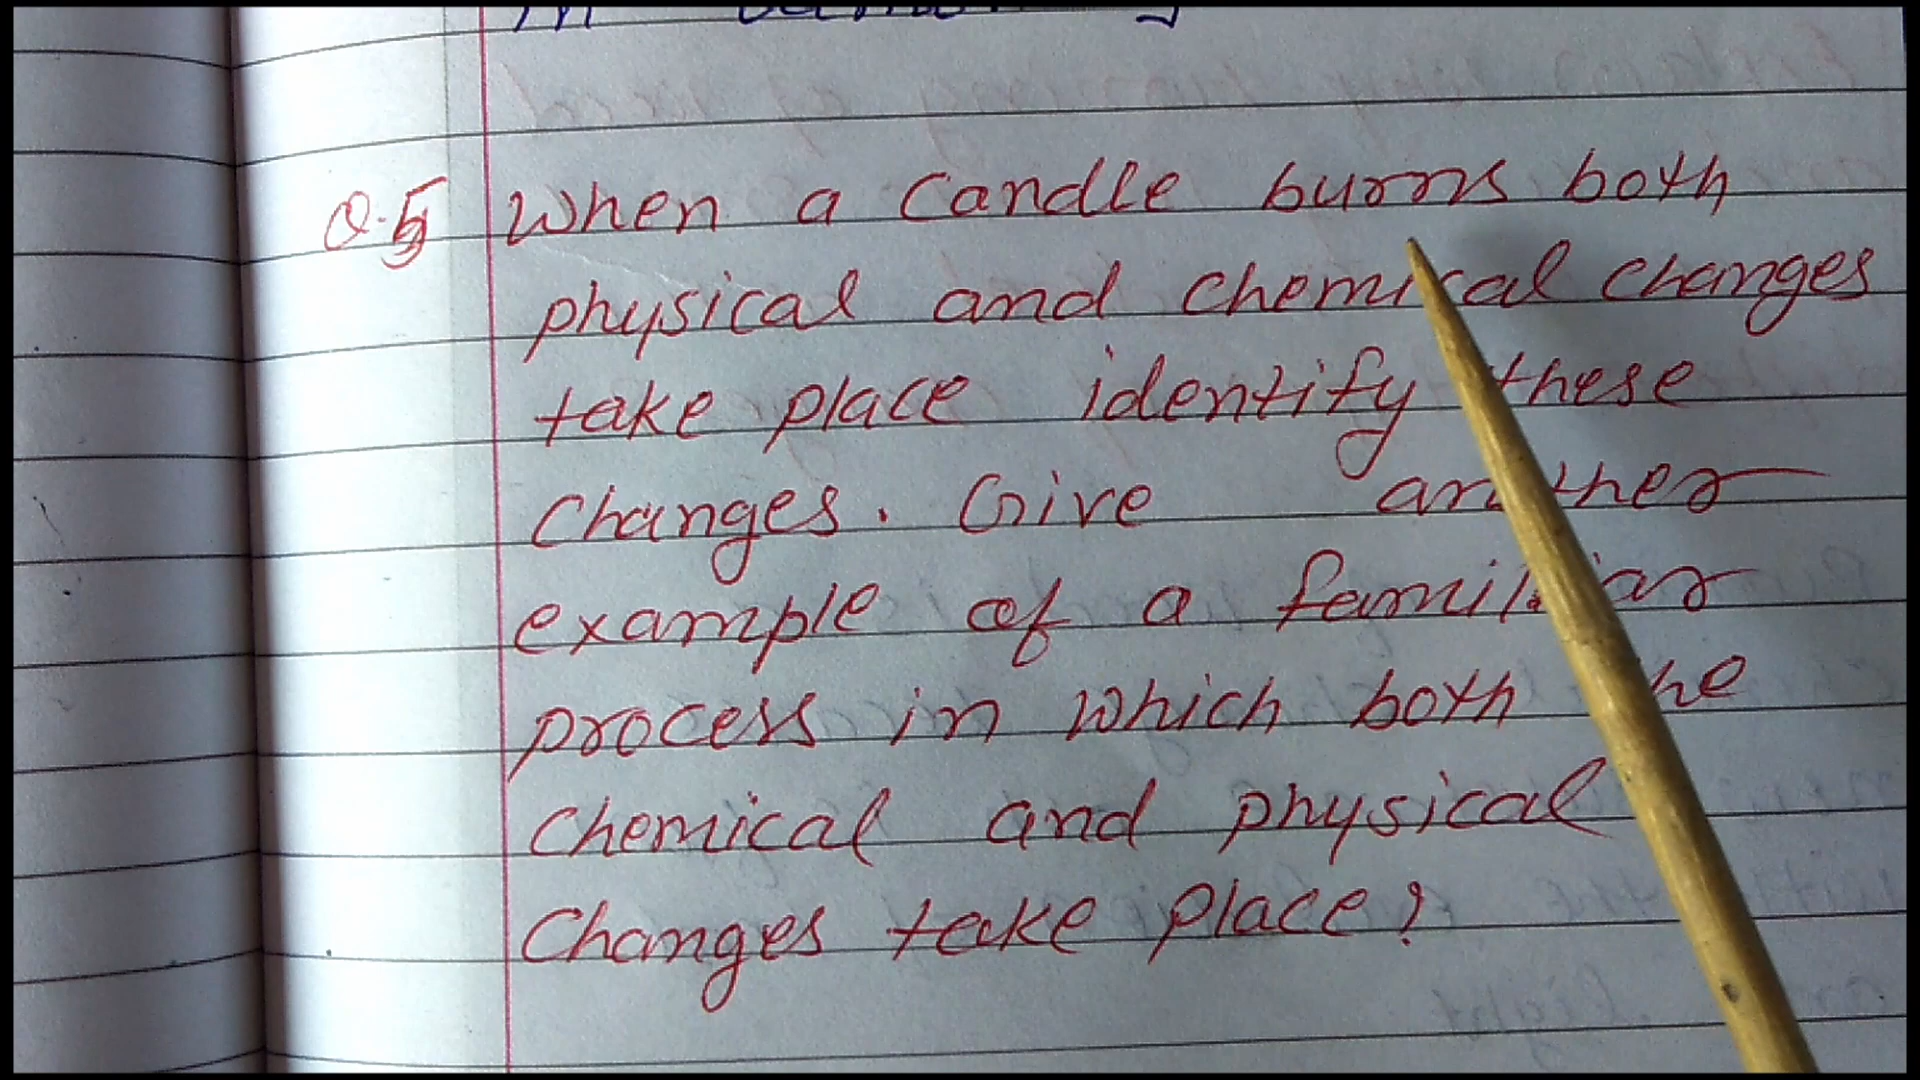 Q.5 When a candle burns both
physical and chemical changes
take place identify these
changes. Give another
example of a familiar
process in which both the
chemical and physical
Changes take place?